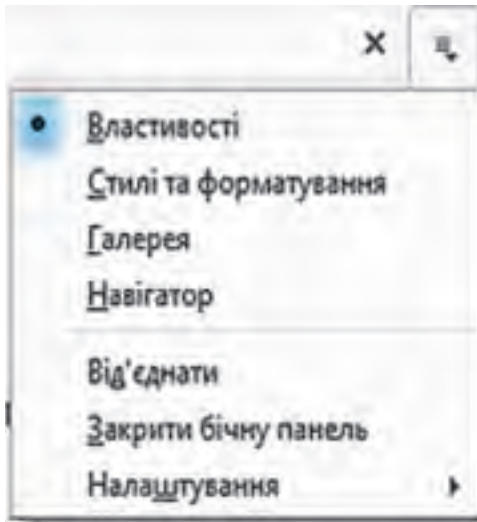 Властивості
Стилі та форматування
Галерея
Навігатор
Від'єднати
Закрити бічну панель
Налаштування